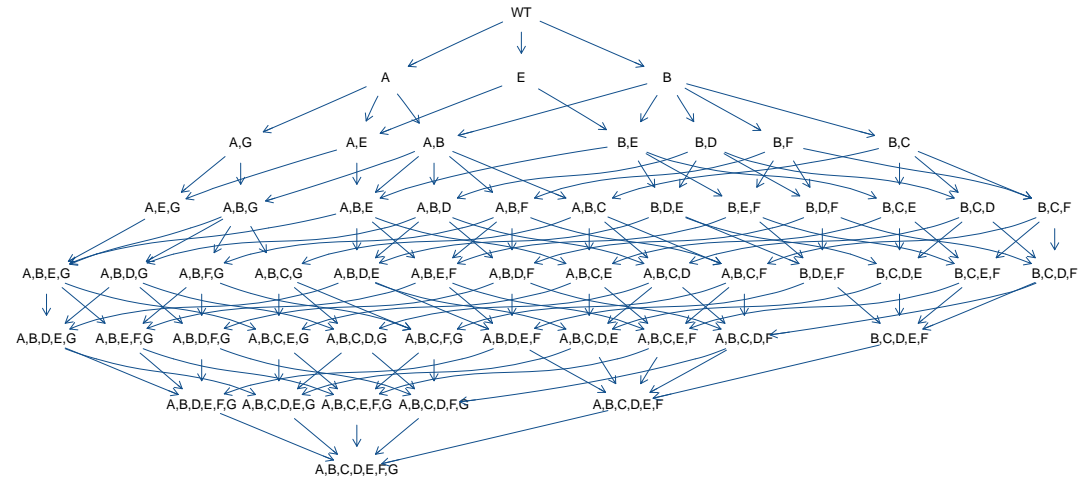 WT
A E B
A,G A,E A,B B,E B,D B,F B,C
A,E,G A,B,G A,B,E A,B,D A,B,F A,B,C B,D,E B,E,F B,D,F B,C,E B,C,D B,C,F
A,B,E,G A,B,D,G A,B,F,G A,B,C,G A,B,D,E A,B,E,F A,B,D,F A,B,C,E A,B,C,D A,B,C,F B,D,E,F B,C,D,E B,C,E,F B,C,D,F
A,B,D,E,G A,B,E,F,G A,B,D,F,G A,B,C,E,G A,B,C,D,G A,B,C,F,G A,B,D,E,F A,B,C,D,E A,B,C,E,F A,B,C,D,F B,C,D,E,F
A,B,D,E,F,G A,B,C,D,E,G A,B,C,E,F,G A,B,C,D,F,G A,B,C,D,E,F
A,B,C,D,E,F,G